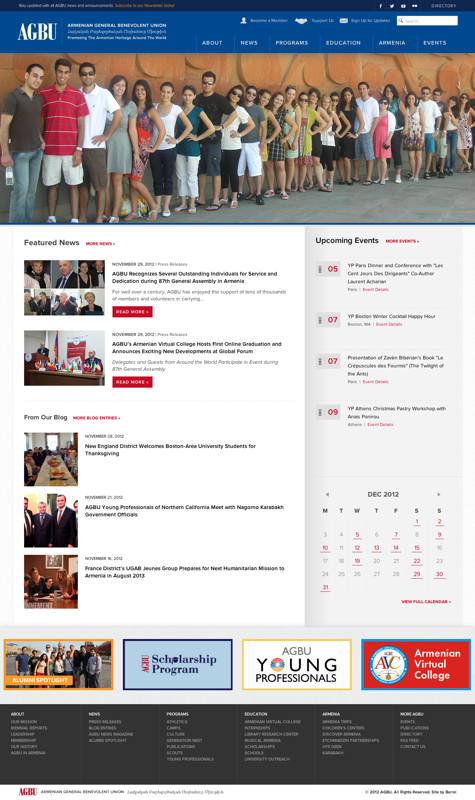 Stay updated with all AGBU news and announcements. Subscribe to our Newsletter today!
DIRECTORY
Become a Member
Support Us
Sign Up for Updates
Search
AGBU
ARMENIAN GENERAL BENEVOLENT UNION
Հայկական Բարեգործական Ընդհանուր Միութիւն
Promoting The Armenian Heritage Around The World
ABOUT
NEWS
PROGRAMS
EDUCATION
ARMENIA
EVENTS
Featured News
MORE NEWS »
NOVEMBER 29, 2012 | Press Releases
AGBU Recognizes Several Outstanding Individuals for Service and
Dedication during 87th General Assembly in Armenia
For well over a century, AGBU has enjoyed the support of tens of thousands
of members and volunteers in carrying...
READ MORE »
NOVEMBER 29, 2012 | Press Releases
AGBU's Armenian Virtual College Hosts First Online Graduation and
Announces Exciting New Developments at Global Forum
Delegates and Guests from Around the World Participate in Event during
87th General Assembly
READ MORE »
From Our Blog
MORE BLOG ENTRIES »
NOVEMBER 28, 2012
New England District Welcomes Boston-Area University Students for
Thanksgiving
NOVEMBER 21, 2012
AGBU Young Professionals of Northern California Meet with Nagorno Karabakh
Government Officials
NOVEMBER 16, 2012
France District's UGAB Jeunes Group Prepares for Next Humanitarian Mission to
Armenia in August 2013
Upcoming Events
MORE EVENTS »
DEC
05
YP Paris Dinner and Conference with "Les
Cent Jours Des Dirigeants" Co-Author
Laurent Acharian
Paris | Event Details
DEC
07
YP Boston Winter Cocktail Happy Hour
Boston, MA | Event Details
DEC
07
Presentation of Zavèn Bibérian's Book "Le
Crépuscules des Fourmis" (The Twilight of
the Ants)
Paris | Event Details
DEC
09
YP Athens Christmas Pastry Workshop with
Anais Ponirou
Athens | Event Details
DEC 2012
M T W T F S S
1 2
3 4 5 6 7 8 9
10 11 12 13 14 15 16
17 18 19 20 21 22 23
24 25 26 27 28 29 30
31
VIEW FULL CALENDAR »
ALUMNI SPOTLIGHT
AGBU
Scholarship
Program
AGBU
YOUNG
PROFESSIONALS
AVC
Armenian
Virtual
College
ABOUT
OUR MISSION
BIENNIAL REPORTS
LEADERSHIP
MEMBERSHIP
OUR HISTORY
AGBU IN ARMENIA
NEWS
PRESS RELEASES
BLOG ENTRIES
AGBU NEWS MAGAZINE
ALUMNI SPOTLIGHT
PROGRAMS
ATHLETICS
CAMPS
CULTURE
GENERATION NEXT
PUBLICATIONS
SCOUTS
YOUNG PROFESSIONALS
EDUCATION
ARMENIAN VIRTUAL COLLEGE
INTERNSHIPS
LIBRARY RESEARCH CENTER
MUSICAL ARMENIA
SCHOLARSHIPS
SCHOOLS
UNIVERSITY OUTREACH
ARMENIA
ARMENIA TRIPS
CHILDREN'S CENTERS
DISCOVER ARMENIA
ETCHMIADZIN PARTNERSHIPS
HYE GEEN
KARABAKH
MORE AGBU
EVENTS
PUBLICATIONS
DIRECTORY
RSS FEED
CONTACT US
AGBU
ARMENIAN GENERAL BENEVOLENT UNION
Հայկական Բարեգործական Ընդհանուր Միութիւն
© 2012 AGBU. All Rights Reserved. Site by Barrel